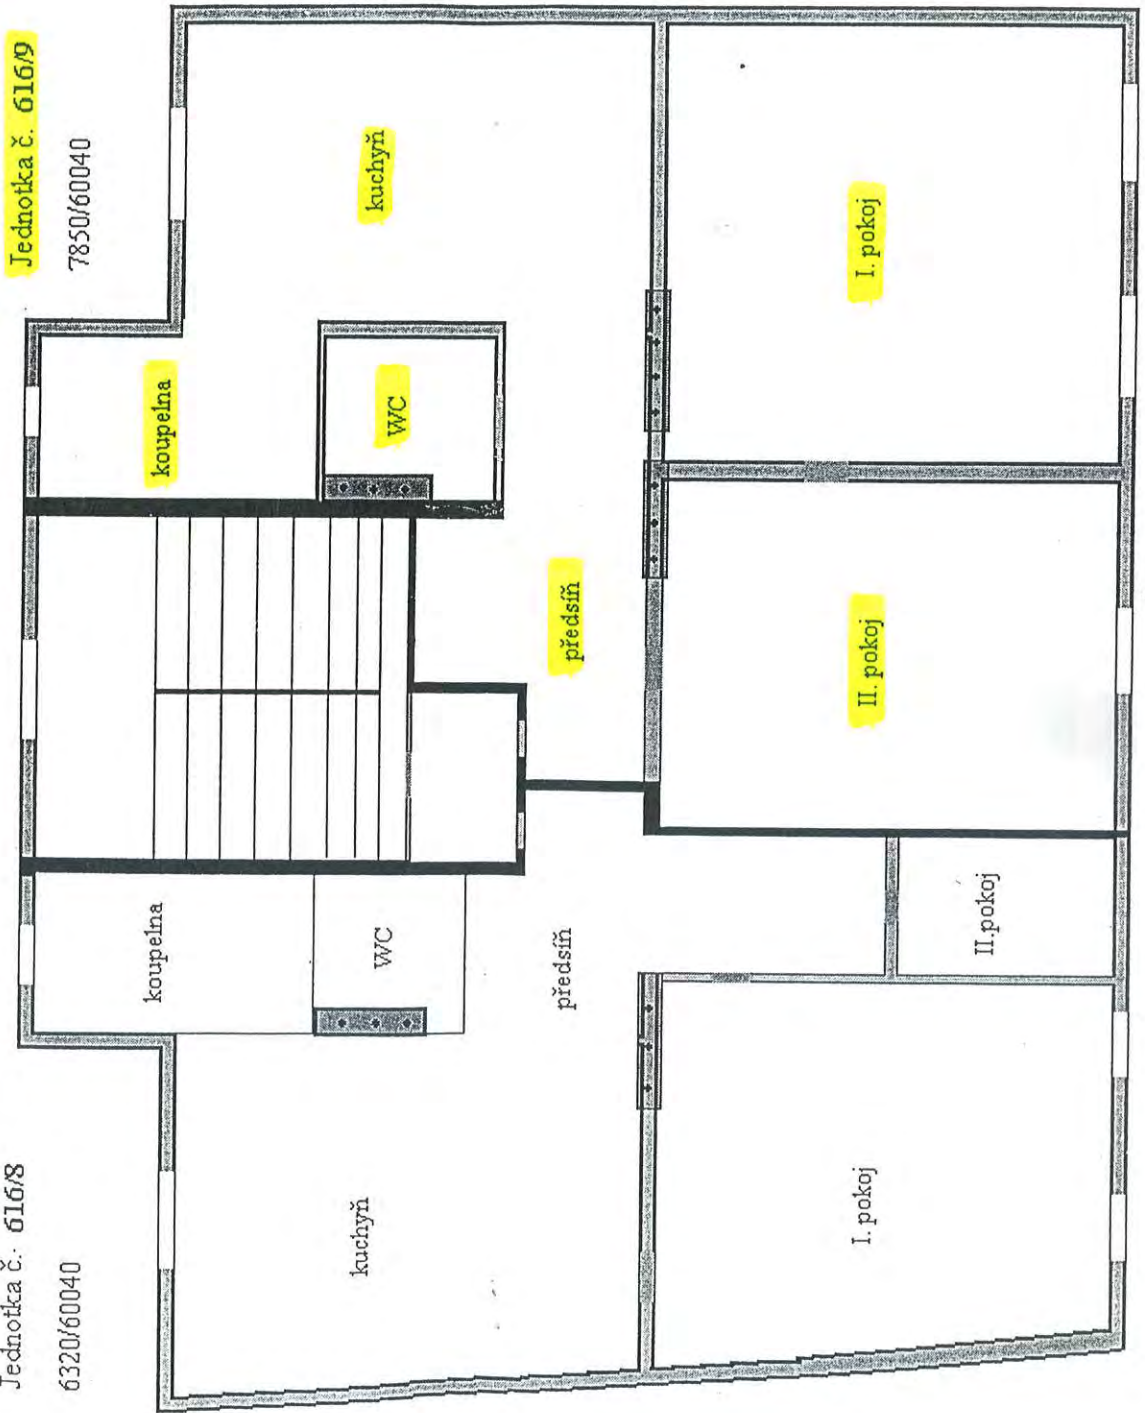 Jednotka č. 616/8
6320/60040
Jednotka č. 616/9
7850/60040
koupelna
WC
kuchyň
předsíň
I. pokoj
II.pokoj
koupelna
WC
kuchyň
předsíň
II. pokoj
I. pokoj